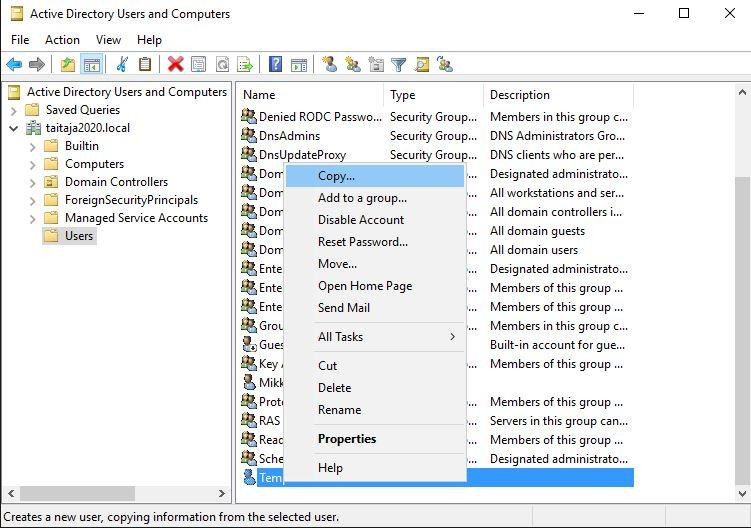 Active Directory Users and Computers
File Action View Help
Active Directory Users and Computers
Saved Queries
taitaja2020.local
Builtin
Computers
Domain Controllers
ForeignSecurityPrincipals
Managed Service Accounts
Users
Name Type Description
Denied RODC Passwo... Security Group... Members in this group c...
DnsAdmins Security Group... DNS Administrators Gro...
DnsUpdateProxy Security Group... DNS clients who are per...
Dom Designated administrato...
Dom All workstations and ser...
Dom All domain controllers i...
Dom All domain guests
Dom All domain users
Ente Designated administrato...
Ente Members of this group ...
Ente Members of this group ...
Grou Members in this group c...
Gues Built-in account for gue...
Key A Members of this group ...
Mikk
Prote Members of this group ...
RAS Servers in this group can...
Read Members of this group ...
Sche Designated administrato...
Tem
Copy...
Add to a group...
Disable Account
Reset Password...
Move...
Open Home Page
Send Mail
All Tasks
Cut
Delete
Rename
Properties
Help
Creates a new user, copying information from the selected user.